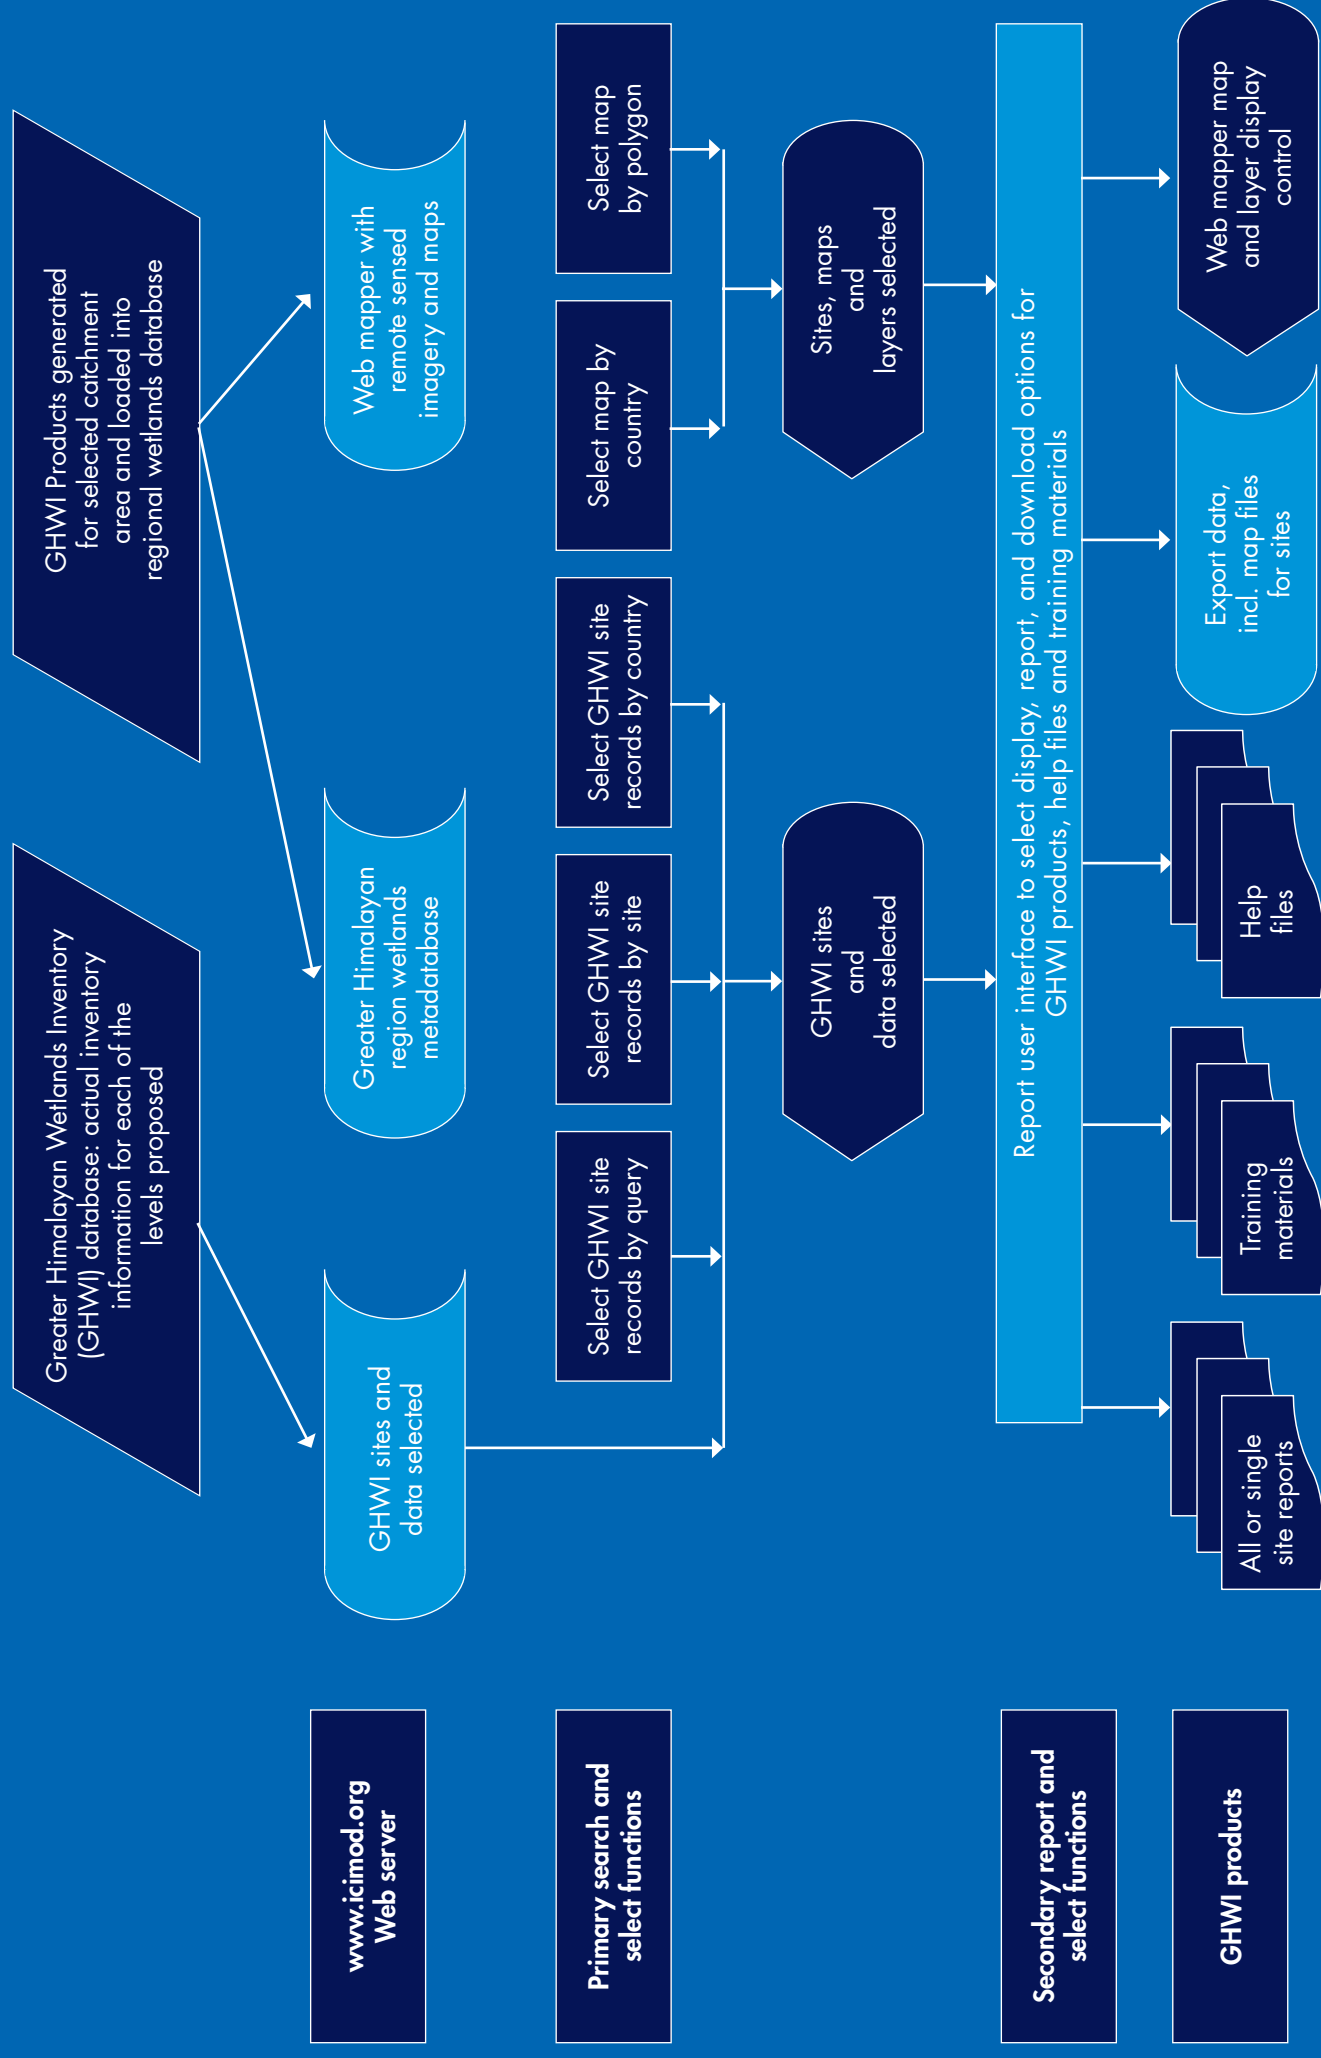 Greater Himalayan Wetlands Inventory
(GHWI) database: actual inventory
information for each of the
levels proposed
GHWI Products generated
for selected catchment
area and loaded into
regional wetlands database
www.icimod.org
Web server
GHWI sites and
data selected
Greater Himalayan
region wetlands
metadatabase
Web mapper with
remote sensed
imagery and maps
Primary search and
select functions
Select GHWI site
records by query
Select GHWI site
records by site
Select GHWI site
records by country
Select map by
country
Select map
by polygon
GHWI sites
and
data selected
Sites, maps
and
layers selected
Secondary report and
select functions
Report user interface to select display, report, and download options for
GHWI products, help files and training materials
GHWI products
All or single
site reports
Training
materials
Help
files
Export data,
incl. map files
for sites
Web mapper map
and layer display
control